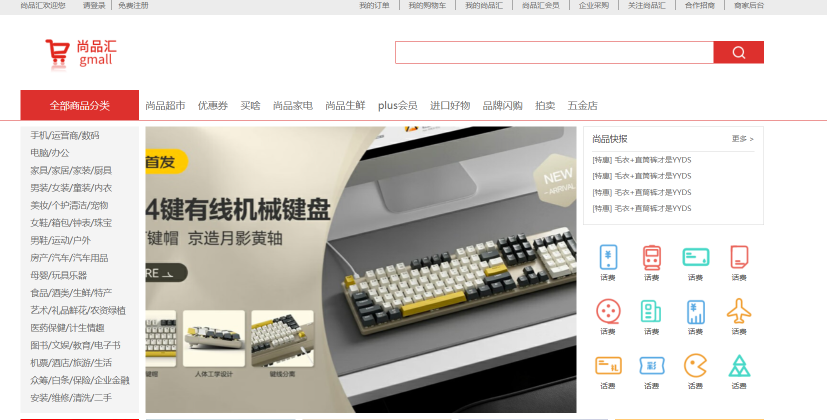 尚品汇欢迎您 请登录 免费注册 我的订单 我的购物车 我的尚品汇 尚品汇会员 企业采购 关注尚品汇 合作招商 商家后台
尚品汇
gmall
全部商品分类 尚品超市 优惠券 买啥 尚品家电 尚品生鲜 plus会员 进口好物 品牌闪购 拍卖 五金店
手机/运营商/数码
电脑/办公
家具/家居/家装/厨具
男装/女装/童装/内衣
美妆/个护清洁/宠物
女鞋/箱包/钟表/珠宝
男鞋/运动/户外
房产/汽车/汽车用品
母婴/玩具乐器
食品/酒类/生鲜/特产
艺术/礼品鲜花/农资绿植
医药保健/计生情趣
图书/文娱/教育/电子书
机票/酒店/旅游/生活
众筹/白条/保险/企业金融
安装/维修/清洗/二手
首发
4键有线机械键盘
键帽 京造月影黄轴
RE
NEW
ARRIVAL
人体工学设计
键线分离
尚品快报 更多 >
[特惠] 毛衣+直筒裤才是YYDS
[特惠] 毛衣+直筒裤才是YYDS
[特惠] 毛衣+直筒裤才是YYDS
[特惠] 毛衣+直筒裤才是YYDS
话费 话费 话费 话费
话费 话费 话费 话费
礼 彩
话费 话费 话费 话费